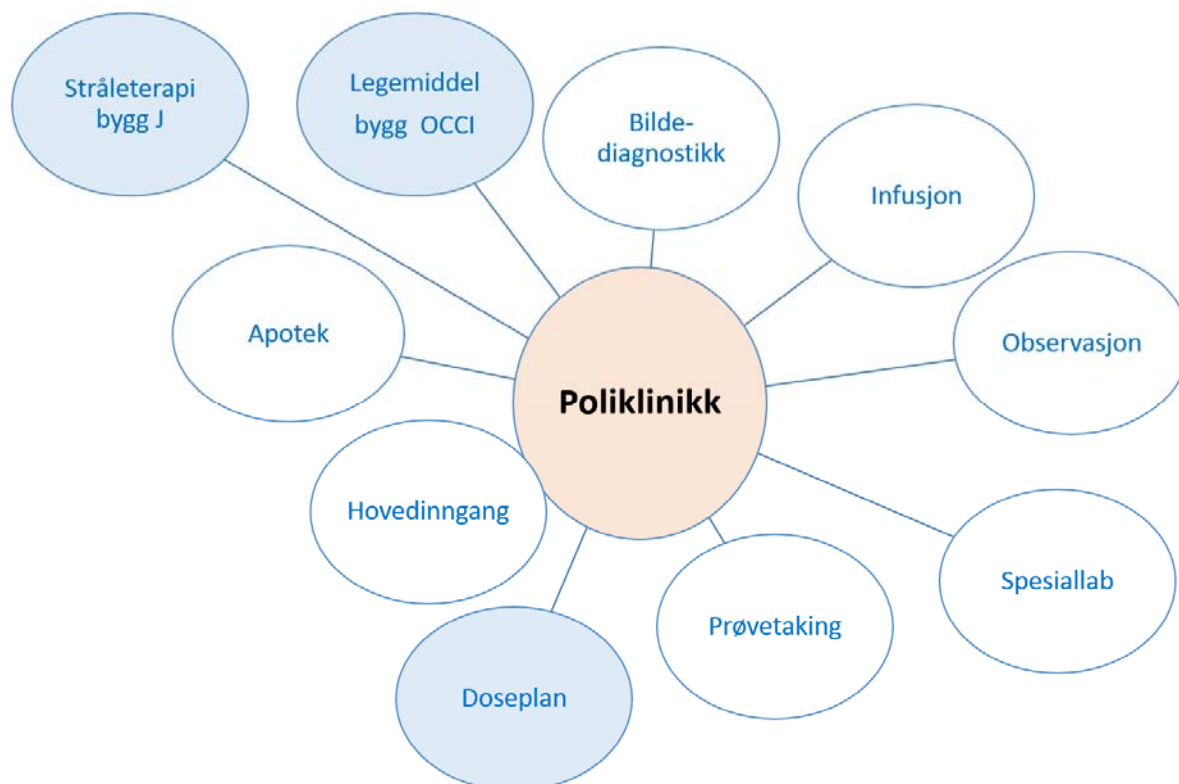 Stråleterapi
bygg J
Legemiddel
bygg OCCI
Bilde-
diagnostikk
Infusjon
Apotek
Observasjon
Poliklinikk
Hovedinngang
Spesiallab
Prøvetaking
Doseplan